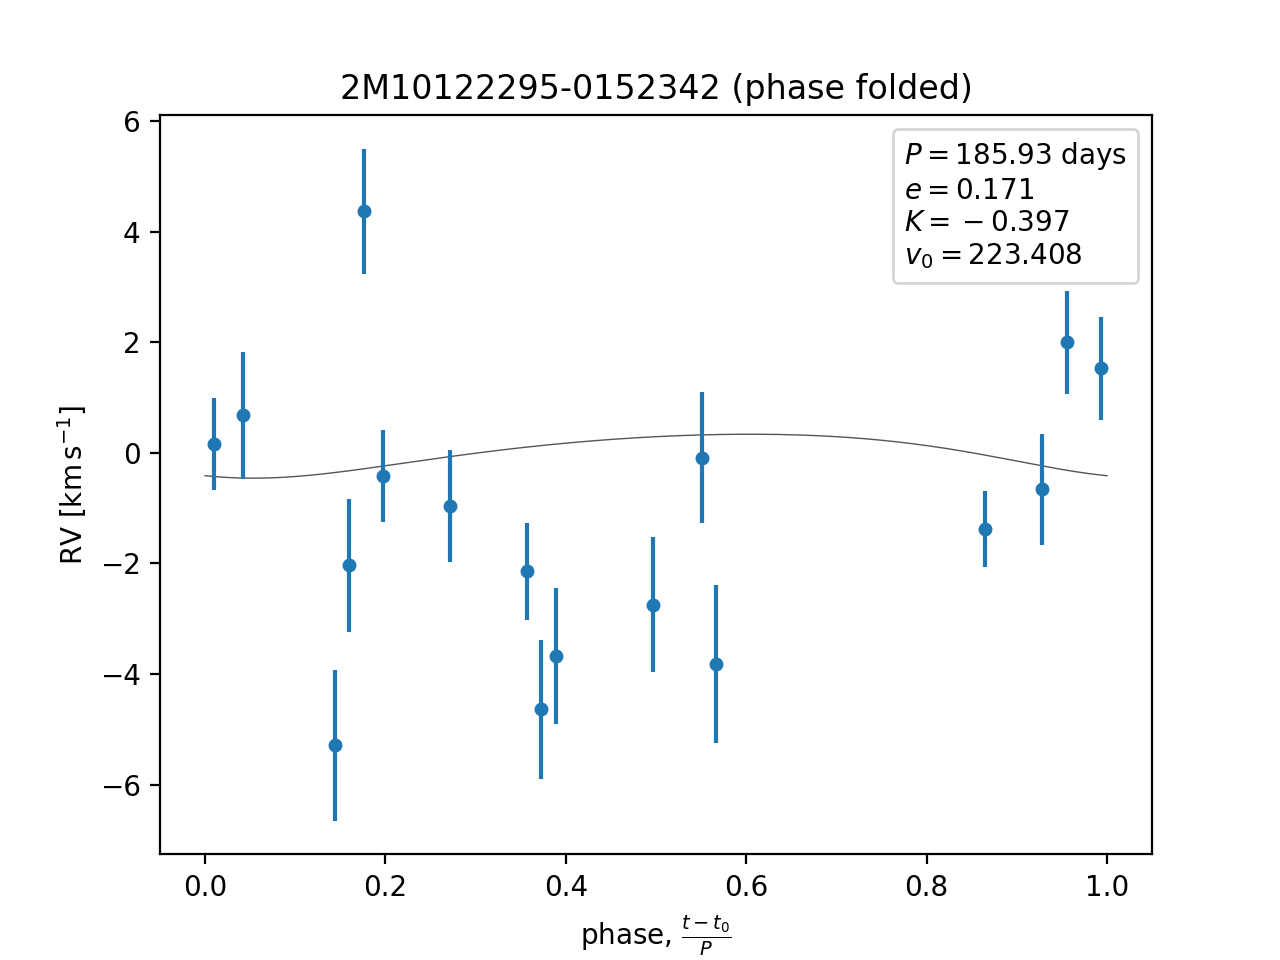 2M10122295-0152342 (phase folded)
P = 185.93 days
e = 0.171
K = −0.397
v₀ = 223.408
6
4
2
0
−2
−4
−6
RV [km s⁻¹]
0.0 0.2 0.4 0.6 0.8 1.0
phase, (t − t₀)/P